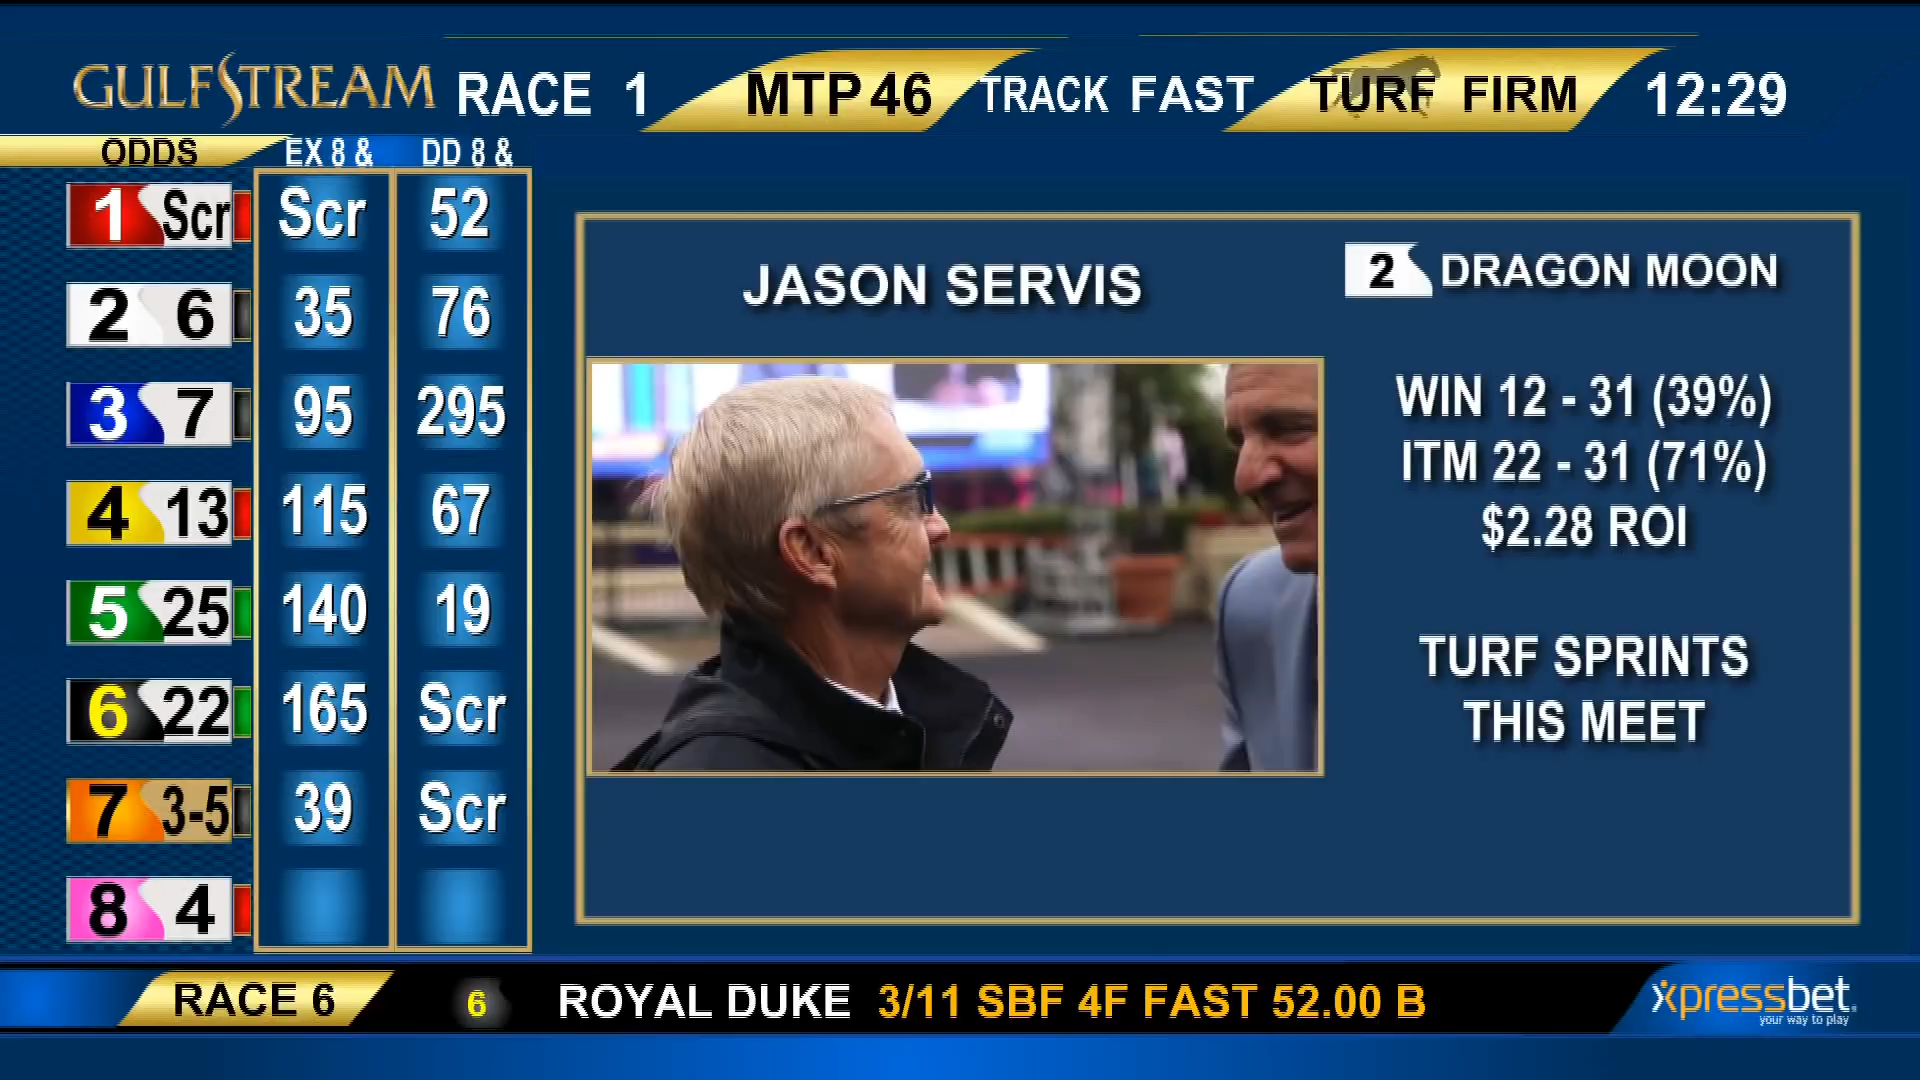 GULFSTREAM RACE 1 MTP 46 TRACK FAST TURF FIRM 12:29
ODDS EX 8 & DD 8 &
1 Scr Scr 52
2 6 35 76
3 7 95 295
4 13 115 67
5 25 140 19
6 22 165 Scr
7 3-5 39 Scr
8 4
JASON SERVIS
2 DRAGON MOON
WIN 12 - 31 (39%)
ITM 22 - 31 (71%)
$2.28 ROI
TURF SPRINTS
THIS MEET
RACE 6 6 ROYAL DUKE 3/11 SBF 4F FAST 52.00 B
xpressbet.
your way to play